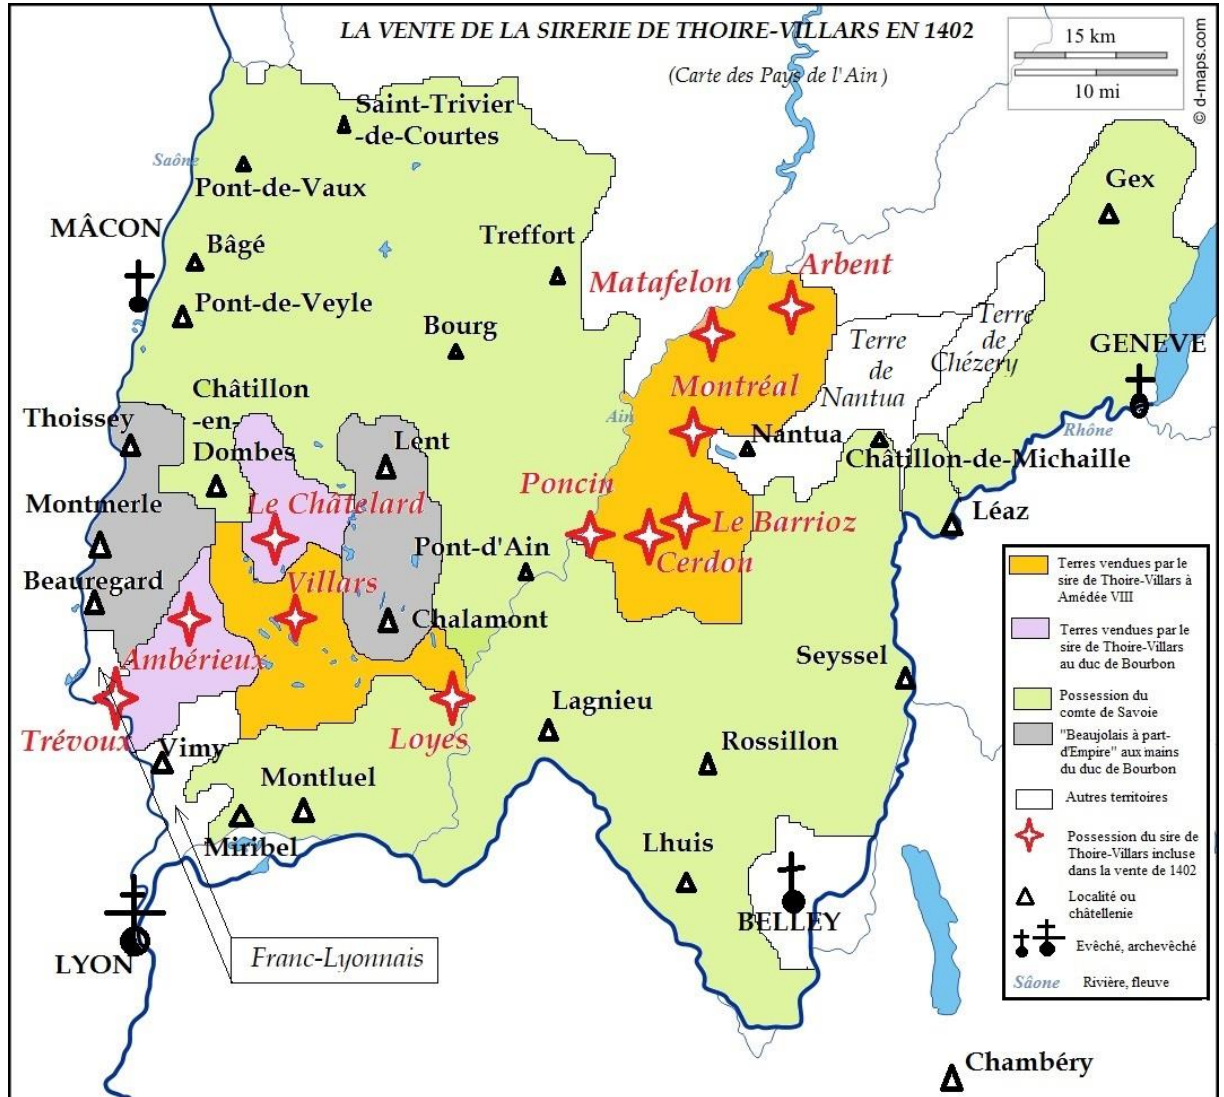 LA VENTE DE LA SIRERIE DE THOIRE-VILLARS EN 1402
(Carte des Pays de l'Ain )
15 km
10 mi
© d-maps.com
Saint-Trivier
-de-Courtes
Saône
Pont-de-Vaux
Gex
MÂCON
Bâgé
Treffort
Arbent
Matafelon
Pont-de-Veyle
Bourg
Terre
de
Chézery
Terre
de
Nantua
GENEVE
Montréal
Châtillon
-en-
Dombes
Thoissey
Ain
Rhône
Lent
Nantua
Châtillon-de-Michaille
Poncin
Le Châtelard
Montmerle
Le Barrioz
Léaz
Cerdon
Pont-d'Ain
Beauregard
Villars
Chalamont
Ambérieux
Seyssel
Trévoux
Loyes
Lagnieu
Vimy
Rossillon
Montluel
Miribel
Lhuis
BELLEY
LYON
Franc-Lyonnais
Chambéry
Terres vendues par le
sire de Thoire-Villars à
Amédée VIII
Terres vendues par le
sire de Thoire-Villars
au duc de Bourbon
Possession du
comte de Savoie
"Beaujolais à part-
d'Empire" aux mains
du duc de Bourbon
Autres territoires
Possession du sire de
Thoire-Villars incluse
dans la vente de 1402
Localité ou
châtellenie
Evêché, archevêché
Sâone
Rivière, fleuve